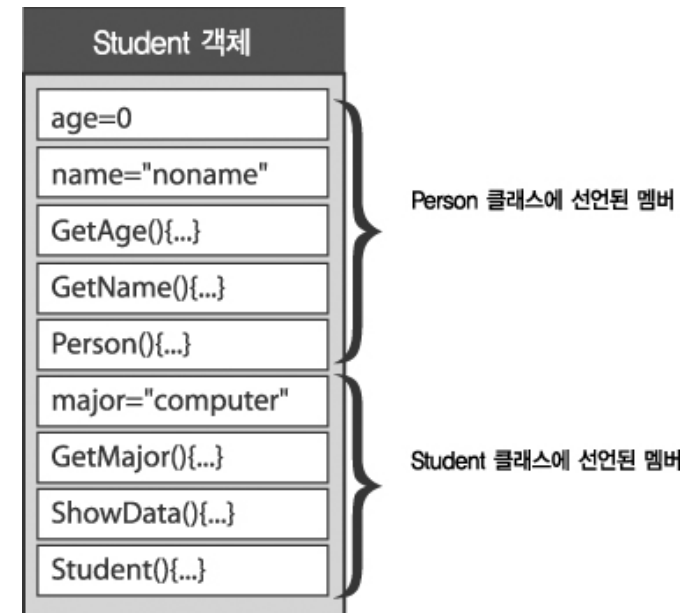 Student 객체
age=0
name="noname"
GetAge(){...}
GetName(){...}
Person(){...}
Person 클래스에 선언된 멤버
major="computer"
GetMajor(){...}
ShowData(){...}
Student(){...}
Student 클래스에 선언된 멤버